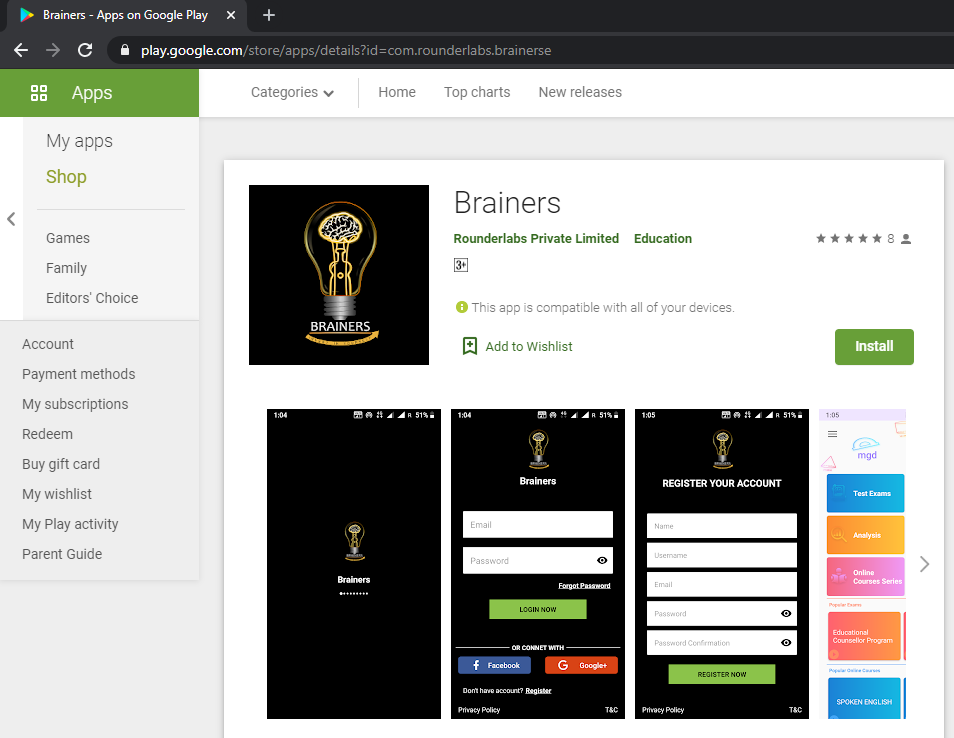 Brainers - Apps on Google Play
play.google.com/store/apps/details?id=com.rounderlabs.brainerse
Apps
Categories
Home
Top charts
New releases
My apps
Shop
Games
Family
Editors' Choice
Account
Payment methods
My subscriptions
Redeem
Buy gift card
My wishlist
My Play activity
Parent Guide
BRAINERS
Brainers
Rounderlabs Private Limited
Education
8
3+
This app is compatible with all of your devices.
Add to Wishlist
Install
1:04
R 51%
Brainers
1:04
R 51%
Brainers
Email
Password
Forgot Password
LOGIN NOW
OR CONNET WITH
Facebook
Google+
Don't have account? Register
Privacy Policy
T&C
1:05
R 51%
REGISTER YOUR ACCOUNT
Name
Username
Email
Password
Password Confirmation
REGISTER NOW
Privacy Policy
T&C
1:05
mgd
Test Exams
Analysis
Online
Courses Series
Popular Exams
Educational
Counsellor Program
Popular Online Courses
SPOKEN ENGLISH